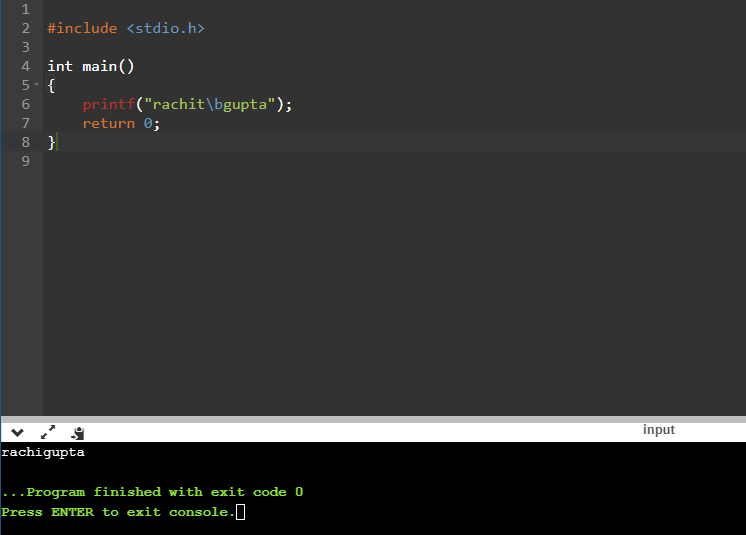 1
2 #include <stdio.h>
3
4 int main()
5 {
6     printf("rachit\bgupta");
7     return 0;
8 }
9
input
rachigupta
...Program finished with exit code 0
Press ENTER to exit console.